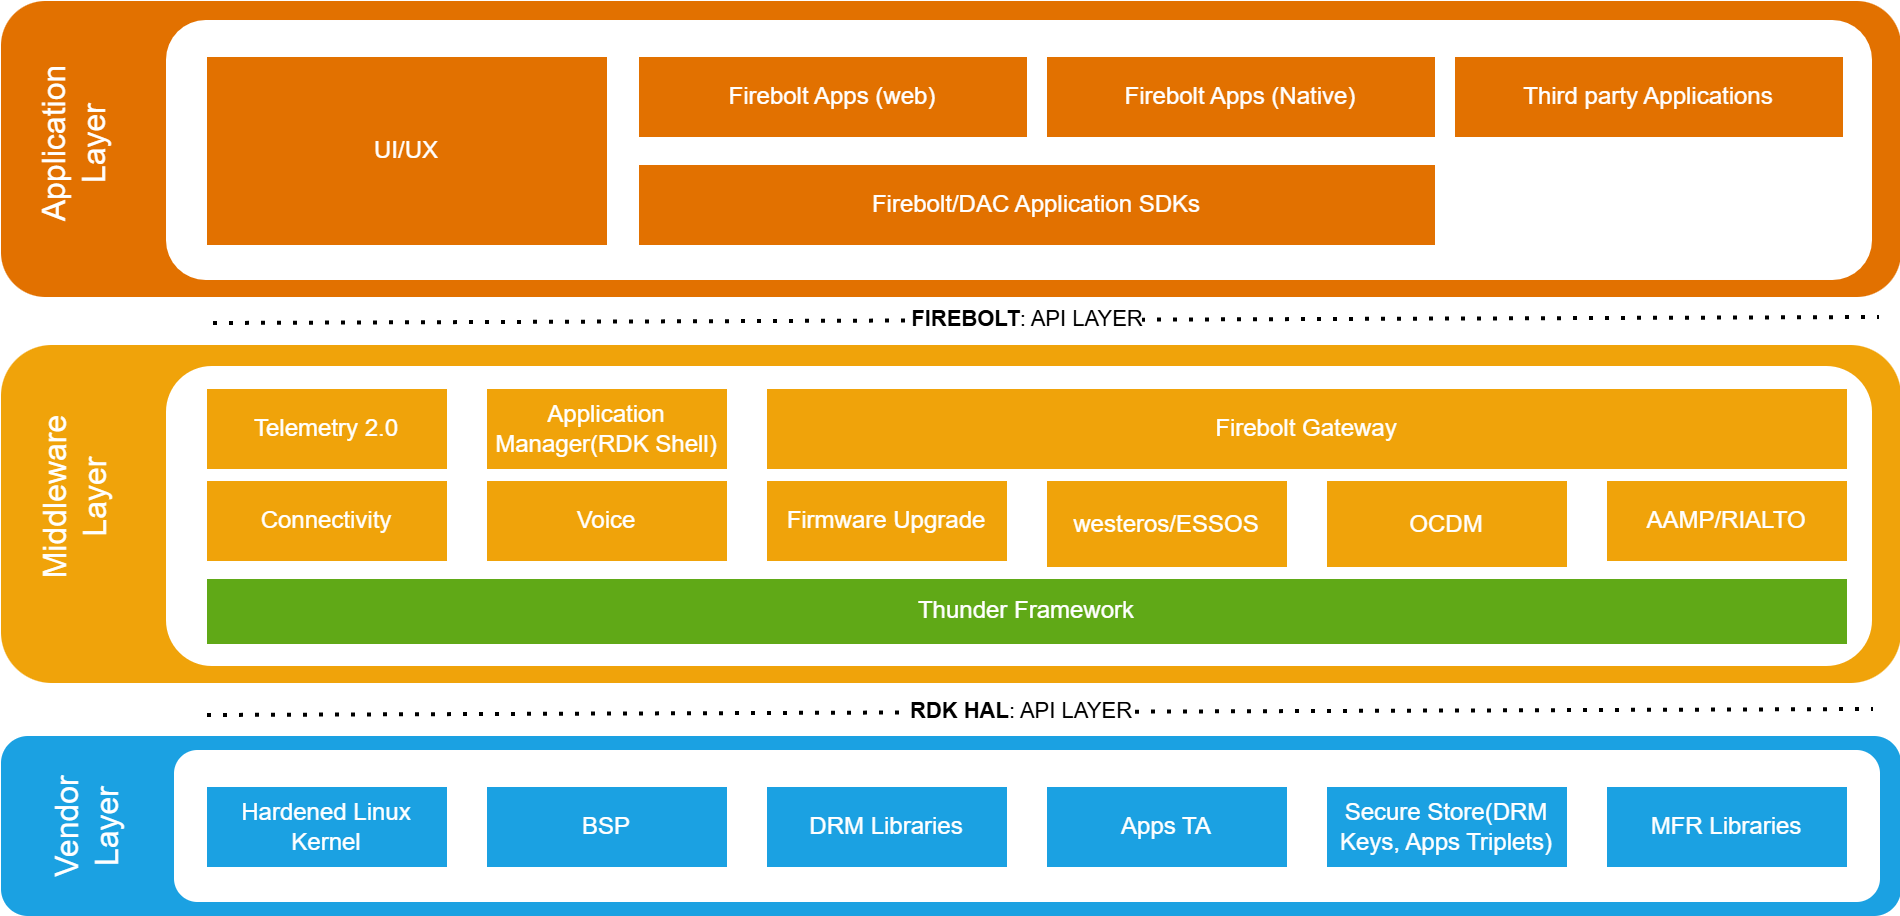 Application
Layer
UI/UX
Firebolt Apps (web)
Firebolt Apps (Native)
Third party Applications
Firebolt/DAC Application SDKs
FIREBOLT: API LAYER
Middleware
Layer
Telemetry 2.0
Application
Manager(RDK Shell)
Firebolt Gateway
Connectivity
Voice
Firmware Upgrade
westeros/ESSOS
OCDM
AAMP/RIALTO
Thunder Framework
RDK HAL: API LAYER
Vendor
Layer
Hardened Linux
Kernel
BSP
DRM Libraries
Apps TA
Secure Store(DRM
Keys, Apps Triplets)
MFR Libraries